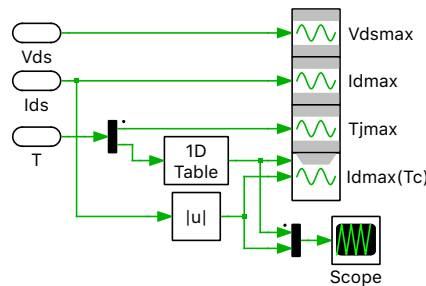 Vds
Ids
T
1D
Table
|u|
Vdsmax
Idmax
Tjmax
Idmax(Tc)
Scope